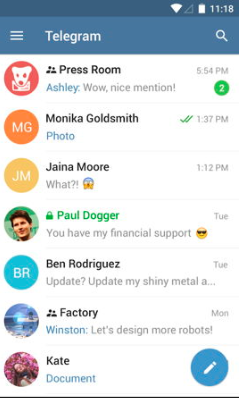 11:18
Telegram
Press Room 5:54 PM
Ashley: Wow, nice mention! 2
MG Monika Goldsmith 1:37 PM
Photo
JM Jaina Moore 1:12 PM
What?! 😱
Paul Dogger Tue
You have my financial support 😎
BR Ben Rodriguez Tue
Update? Update my shiny metal a...
Factory Mon
Winston: Let's design more robots!
Kate
Document